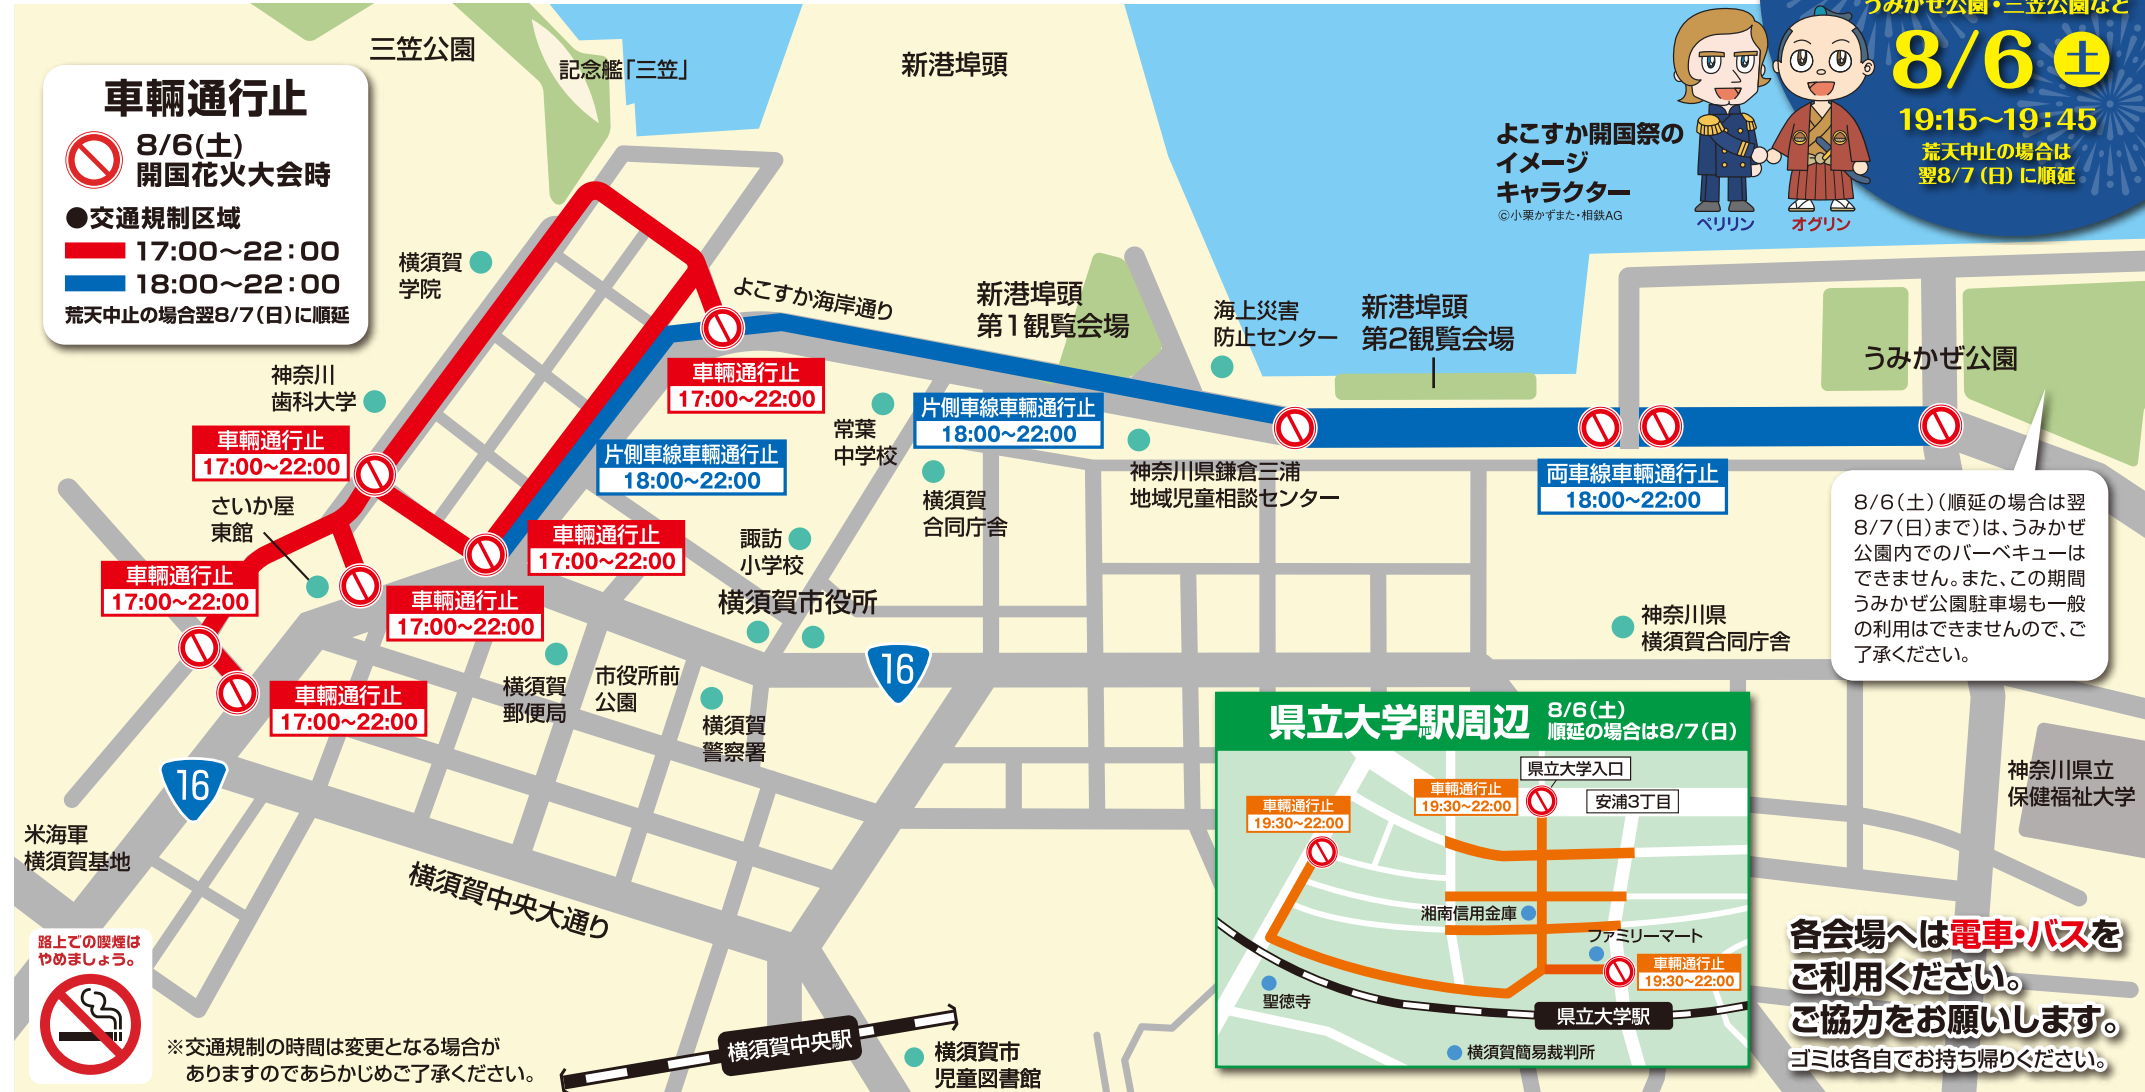 うみかぜ公園・三笠公園など
8/6土
19:15～19:45
荒天中止の場合は
翌8/7(日)に順延
よこすか開国祭の
イメージ
キャラクター
©小栗かずまた・相鉄AG
ペリリン
オグリン
車輌通行止
8/6(土)
開国花火大会時
●交通規制区域
17:00～22:00
18:00～22:00
荒天中止の場合翌8/7(日)に順延
三笠公園
記念艦「三笠」
新港埠頭
横須賀
学院
よこすか海岸通り
新港埠頭
第1観覧会場
海上災害
防止センター
新港埠頭
第2観覧会場
うみかぜ公園
神奈川
歯科大学
車輌通行止
17:00~22:00
車輌通行止
17:00~22:00
片側車線車輌通行止
18:00~22:00
常葉
中学校
片側車線車輌通行止
18:00~22:00
横須賀
合同庁舎
神奈川県鎌倉三浦
地域児童相談センター
両車線車輌通行止
18:00~22:00
8/6(土)(順延の場合は翌
8/7(日)まで)は、うみかぜ
公園内でのバーベキューは
できません。また、この期間
うみかぜ公園駐車場も一般
の利用はできませんので、ご
了承ください。
さいか屋
東館
車輌通行止
17:00~22:00
車輌通行止
17:00~22:00
車輌通行止
17:00~22:00
車輌通行止
17:00~22:00
諏訪
小学校
横須賀市役所
横須賀
郵便局
市役所前
公園
横須賀
警察署
16
16
神奈川県
横須賀合同庁舎
神奈川県立
保健福祉大学
米海軍
横須賀基地
横須賀中央大通り
県立大学駅周辺
8/6(土)
順延の場合は8/7(日)
県立大学入口
安浦3丁目
車輌通行止
19:30~22:00
車輌通行止
19:30~22:00
湘南信用金庫
ファミリーマート
車輌通行止
19:30~22:00
聖徳寺
県立大学駅
横須賀簡易裁判所
路上での喫煙は
やめましょう。
※交通規制の時間は変更となる場合が
ありますのであらかじめご了承ください。
横須賀中央駅
横須賀市
児童図書館
各会場へは電車・バスを
ご利用ください。
ご協力をお願いします。
ゴミは各自でお持ち帰りください。